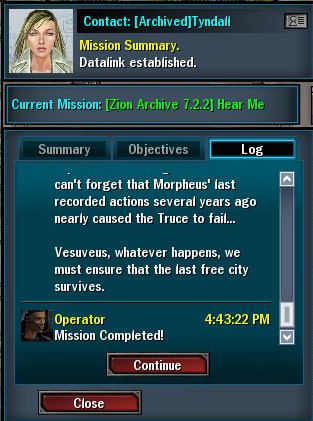 Contact: [Archived]Tyndall
Mission Summary.
Datalink established.
Current Mission: [Zion Archive 7.2.2] Hear Me
Summary
Objectives
Log
can't forget that Morpheus' last
recorded actions several years ago
nearly caused the Truce to fail...
Vesuveus, whatever happens, we
must ensure that the last free city
survives.
Operator 4:43:22 PM
Mission Completed!
Continue
Close